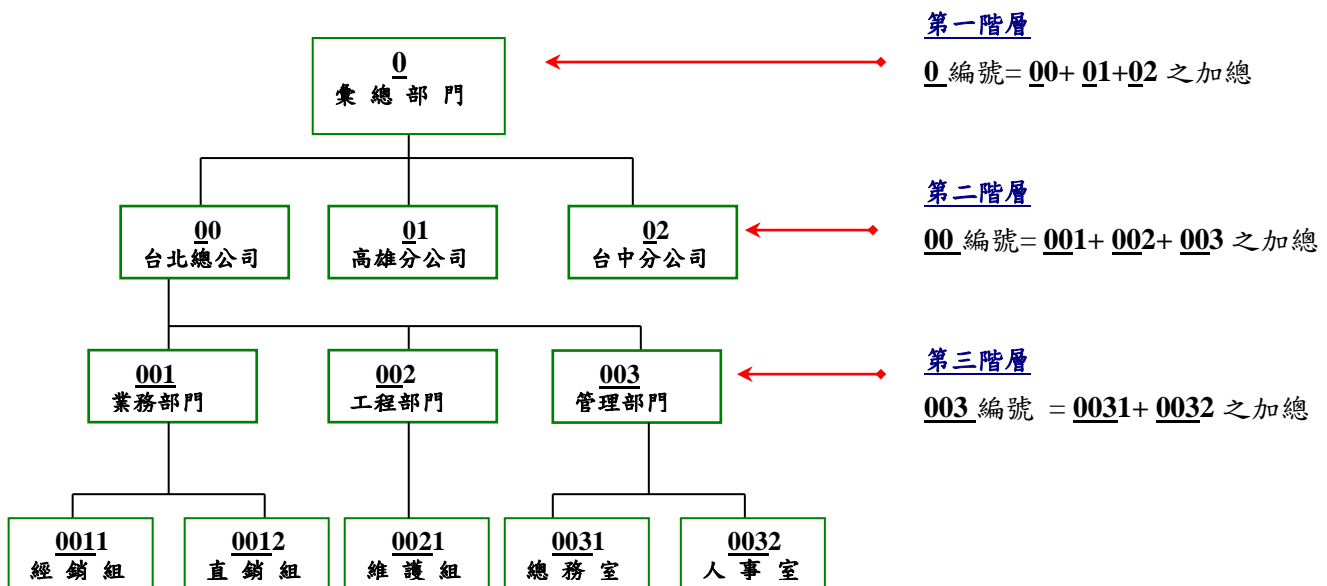 第一階層
0
彙總部門
0 編號= 00+ 01+02 之加總
第二階層
00
台北總公司
01
高雄分公司
02
台中分公司
00 編號= 001+ 002+ 003 之加總
第三階層
001
業務部門
002
工程部門
003
管理部門
003 編號 = 0031+ 0032 之加總
0011
經銷組
0012
直銷組
0021
維護組
0031
總務室
0032
人事室